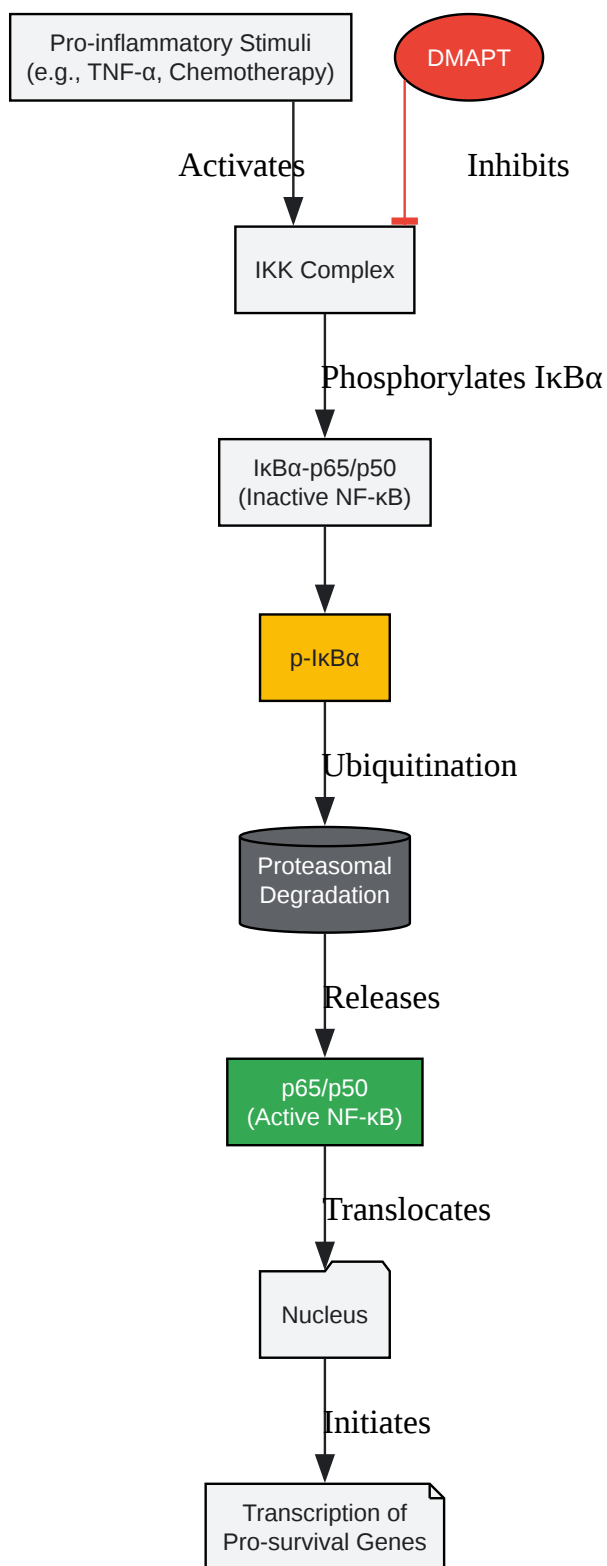 Pro-inflammatory Stimuli
(e.g., TNF-α, Chemotherapy)
DMAPT
Activates
Inhibits
IKK Complex
Phosphorylates IκBα
IκBα-p65/p50
(Inactive NF-κB)
p-IκBα
Ubiquitination
Proteasomal
Degradation
Releases
p65/p50
(Active NF-κB)
Translocates
Nucleus
Initiates
Transcription of
Pro-survival Genes